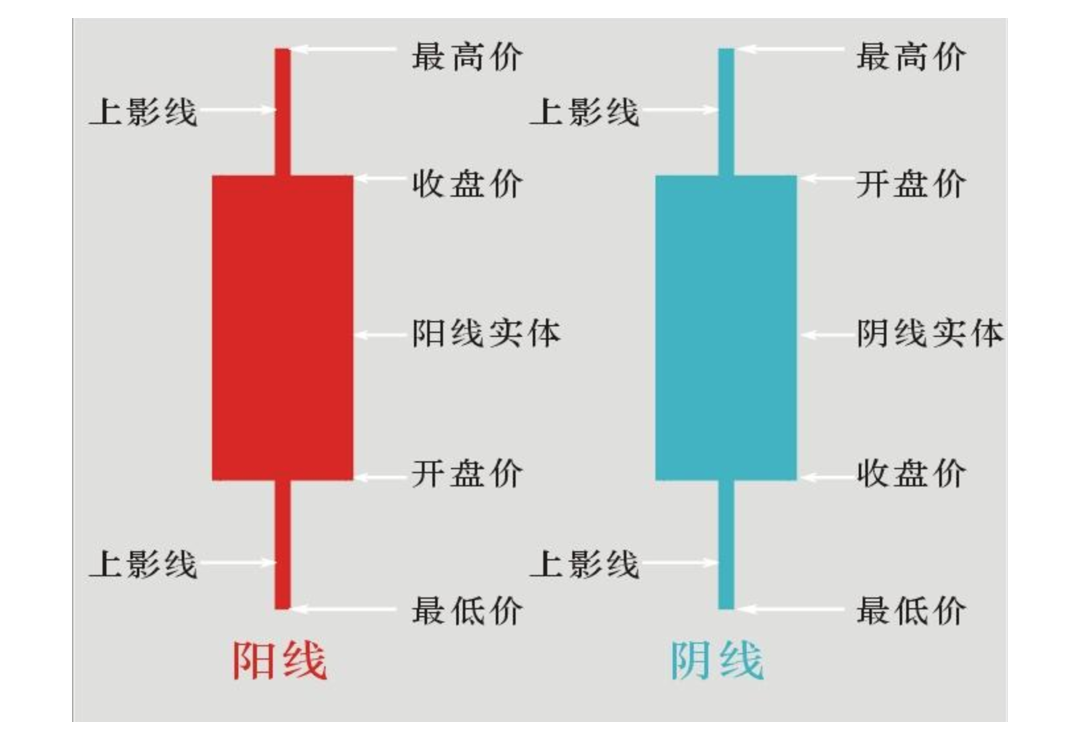 最高价
上影线
收盘价
阳线实体
开盘价
上影线
最低价
阳线
最高价
上影线
开盘价
阴线实体
收盘价
上影线
最低价
阴线